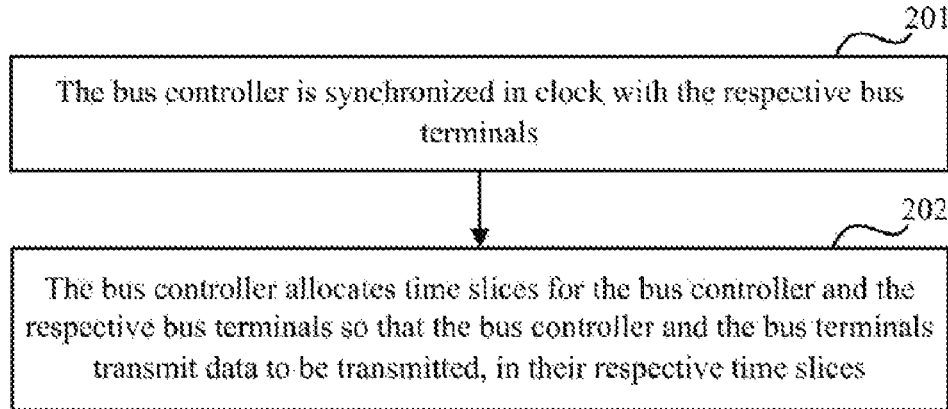 201
The bus controller is synchronized in clock with the respective bus
terminals
202
The bus controller allocates time slices for the bus controller and the
respective bus terminals so that the bus controller and the bus terminals
transmit data to be transmitted, in their respective time slices